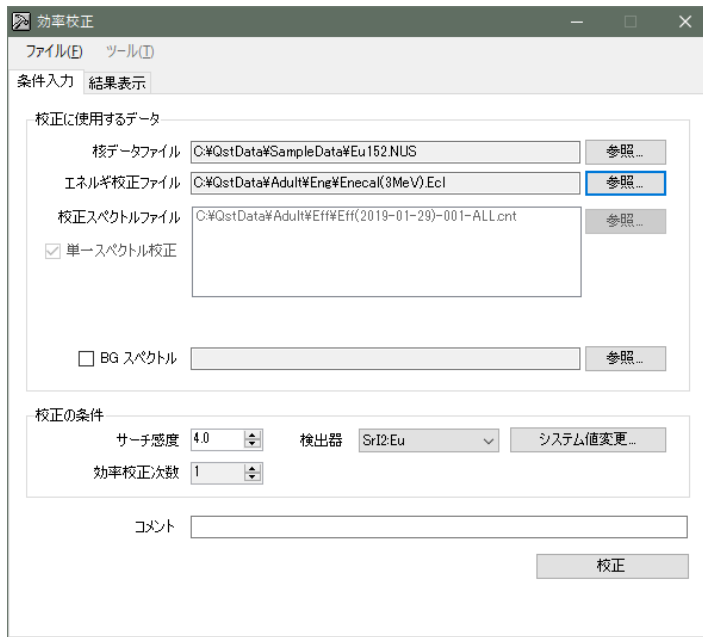 効率校正
ファイル(F) ツール(T)
条件入力 結果表示
校正に使用するデータ
核データファイル C:¥QstData¥SampleData¥Eu152.NUS 参照...
エネルギ校正ファイル C:¥QstData¥Adult¥Eng¥Enecal(3MeV).Ecl 参照...
校正スペクトルファイル C:¥QstData¥Adult¥Eff¥Eff(2019-01-29)-001-ALL.cnt 参照...
単一スペクトル校正
BG スペクトル 参照...
校正の条件
サーチ感度 4.0 検出器 SrI2:Eu システム値変更...
効率校正次数 1
コメント
校正